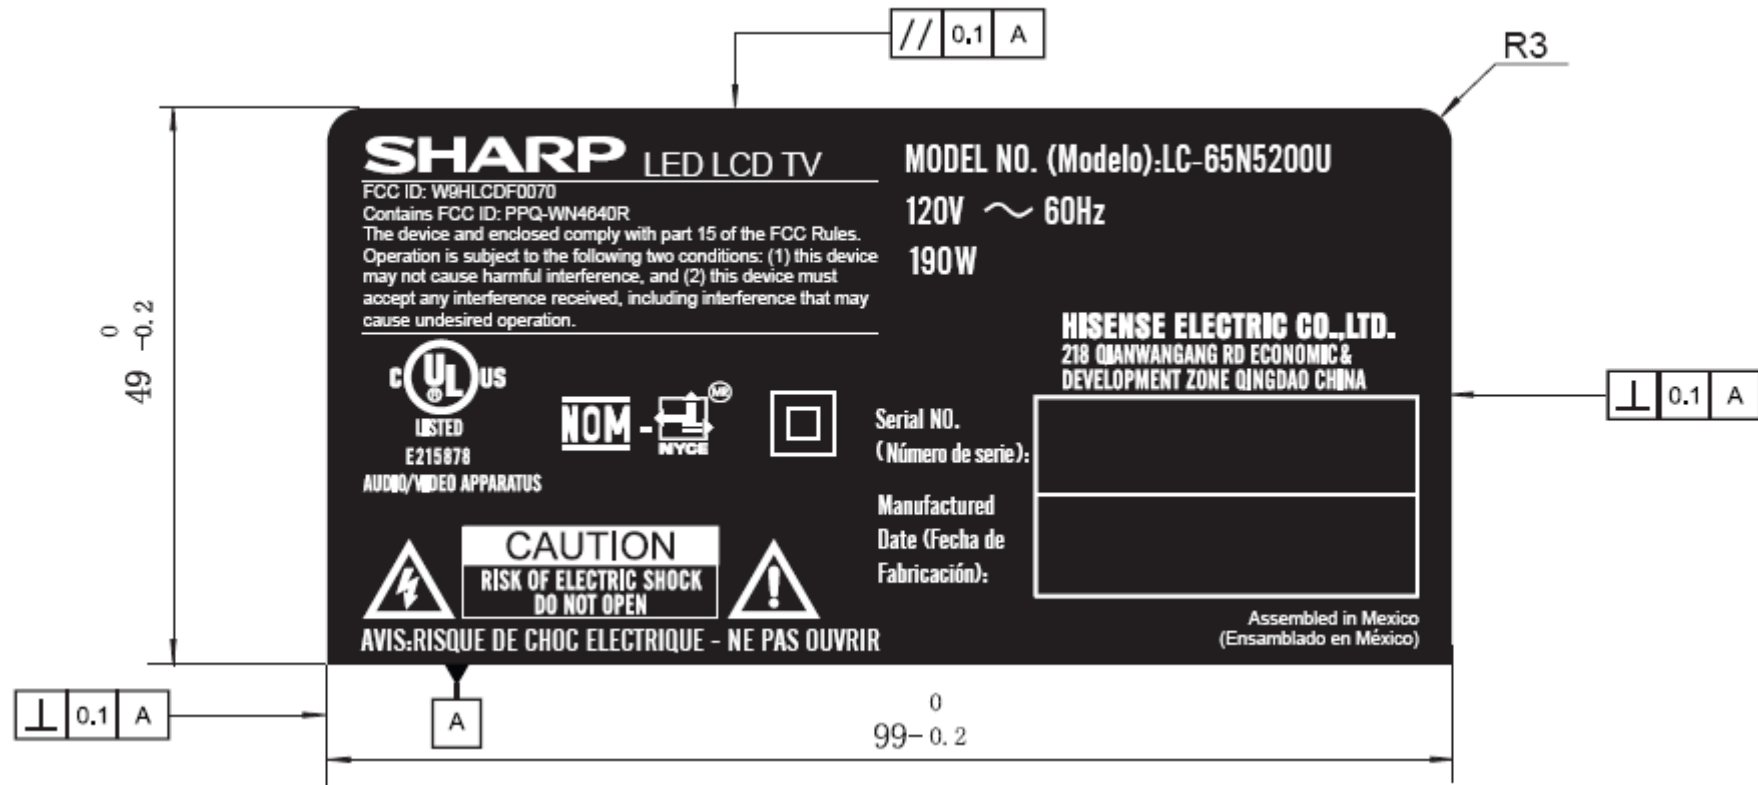 // 0.1 A
R3
SHARP LED LCD TV
FCC ID: W9HLCDF0070
Contains FCC ID: PPQ-WN4640R
The device and enclosed comply with part 15 of the FCC Rules.
Operation is subject to the following two conditions: (1) this device
may not cause harmful interference, and (2) this device must
accept any interference received, including interference that may
cause undesired operation.
MODEL NO. (Modelo):LC-65N5200U
120V ～ 60Hz
190W
HISENSE ELECTRIC CO.,LTD.
218 QIANWANGANG RD ECONOMIC &
DEVELOPMENT ZONE QINGDAO CHINA
0
49 -0.2
C UL ® US
LISTED
E215878
AUDIO/VIDEO APPARATUS
NOM - NYCE MR
Serial NO.
(Número de serie):
Manufactured
Date (Fecha de
Fabricación):
⊥ 0.1 A
CAUTION
RISK OF ELECTRIC SHOCK
DO NOT OPEN
!
AVIS:RISQUE DE CHOC ELECTRIQUE - NE PAS OUVRIR
Assembled in Mexico
(Ensamblado en México)
⊥ 0.1 A
A
0
99-0.2